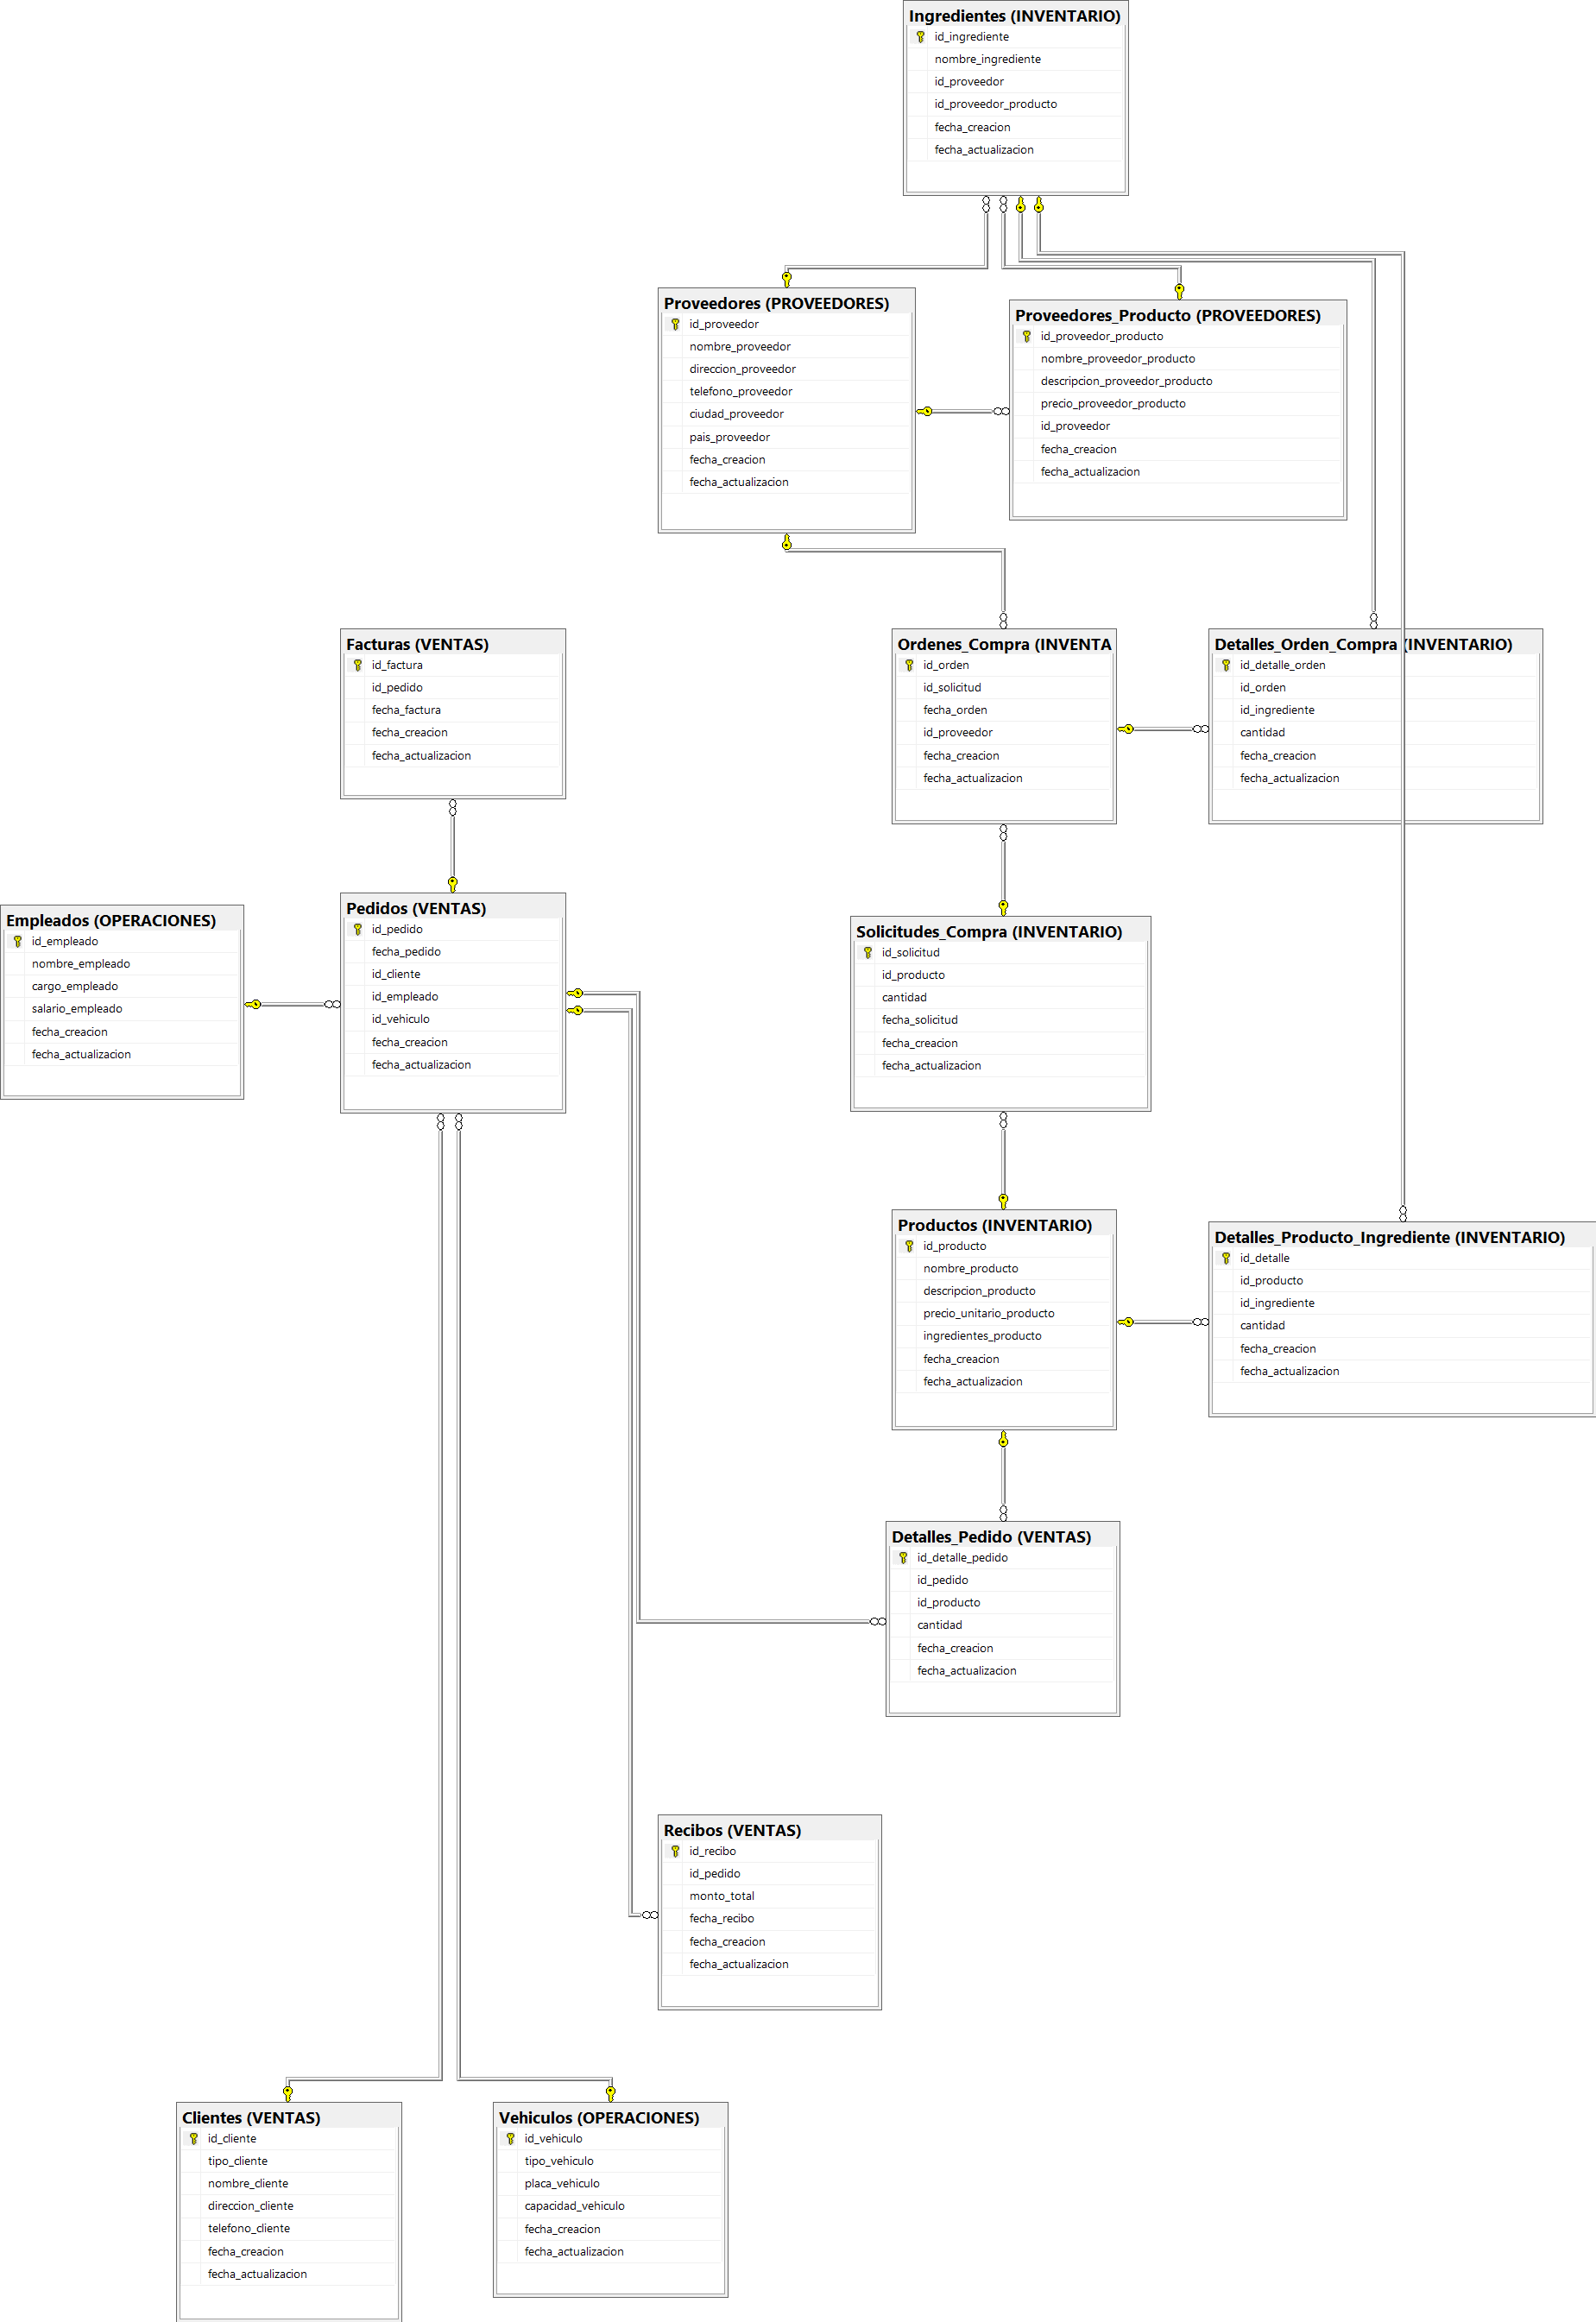 Ingredientes (INVENTARIO)
id_ingrediente
nombre_ingrediente
id_proveedor
id_proveedor_producto
fecha_creacion
fecha_actualizacion
Proveedores (PROVEEDORES)
id_proveedor
nombre_proveedor
direccion_proveedor
telefono_proveedor
ciudad_proveedor
pais_proveedor
fecha_creacion
fecha_actualizacion
Proveedores_Producto (PROVEEDORES)
id_proveedor_producto
nombre_proveedor_producto
descripcion_proveedor_producto
precio_proveedor_producto
id_proveedor
fecha_creacion
fecha_actualizacion
Facturas (VENTAS)
id_factura
id_pedido
fecha_factura
fecha_creacion
fecha_actualizacion
Ordenes_Compra (INVENTA
id_orden
id_solicitud
fecha_orden
id_proveedor
fecha_creacion
fecha_actualizacion
Detalles_Orden_Compra (INVENTARIO)
id_detalle_orden
id_orden
id_ingrediente
cantidad
fecha_creacion
fecha_actualizacion
Empleados (OPERACIONES)
id_empleado
nombre_empleado
cargo_empleado
salario_empleado
fecha_creacion
fecha_actualizacion
Pedidos (VENTAS)
id_pedido
fecha_pedido
id_cliente
id_empleado
id_vehiculo
fecha_creacion
fecha_actualizacion
Solicitudes_Compra (INVENTARIO)
id_solicitud
id_producto
cantidad
fecha_solicitud
fecha_creacion
fecha_actualizacion
Productos (INVENTARIO)
id_producto
nombre_producto
descripcion_producto
precio_unitario_producto
ingredientes_producto
fecha_creacion
fecha_actualizacion
Detalles_Producto_Ingrediente (INVENTARIO)
id_detalle
id_producto
id_ingrediente
cantidad
fecha_creacion
fecha_actualizacion
Detalles_Pedido (VENTAS)
id_detalle_pedido
id_pedido
id_producto
cantidad
fecha_creacion
fecha_actualizacion
Recibos (VENTAS)
id_recibo
id_pedido
monto_total
fecha_recibo
fecha_creacion
fecha_actualizacion
Clientes (VENTAS)
id_cliente
tipo_cliente
nombre_cliente
direccion_cliente
telefono_cliente
fecha_creacion
fecha_actualizacion
Vehiculos (OPERACIONES)
id_vehiculo
tipo_vehiculo
placa_vehiculo
capacidad_vehiculo
fecha_creacion
fecha_actualizacion